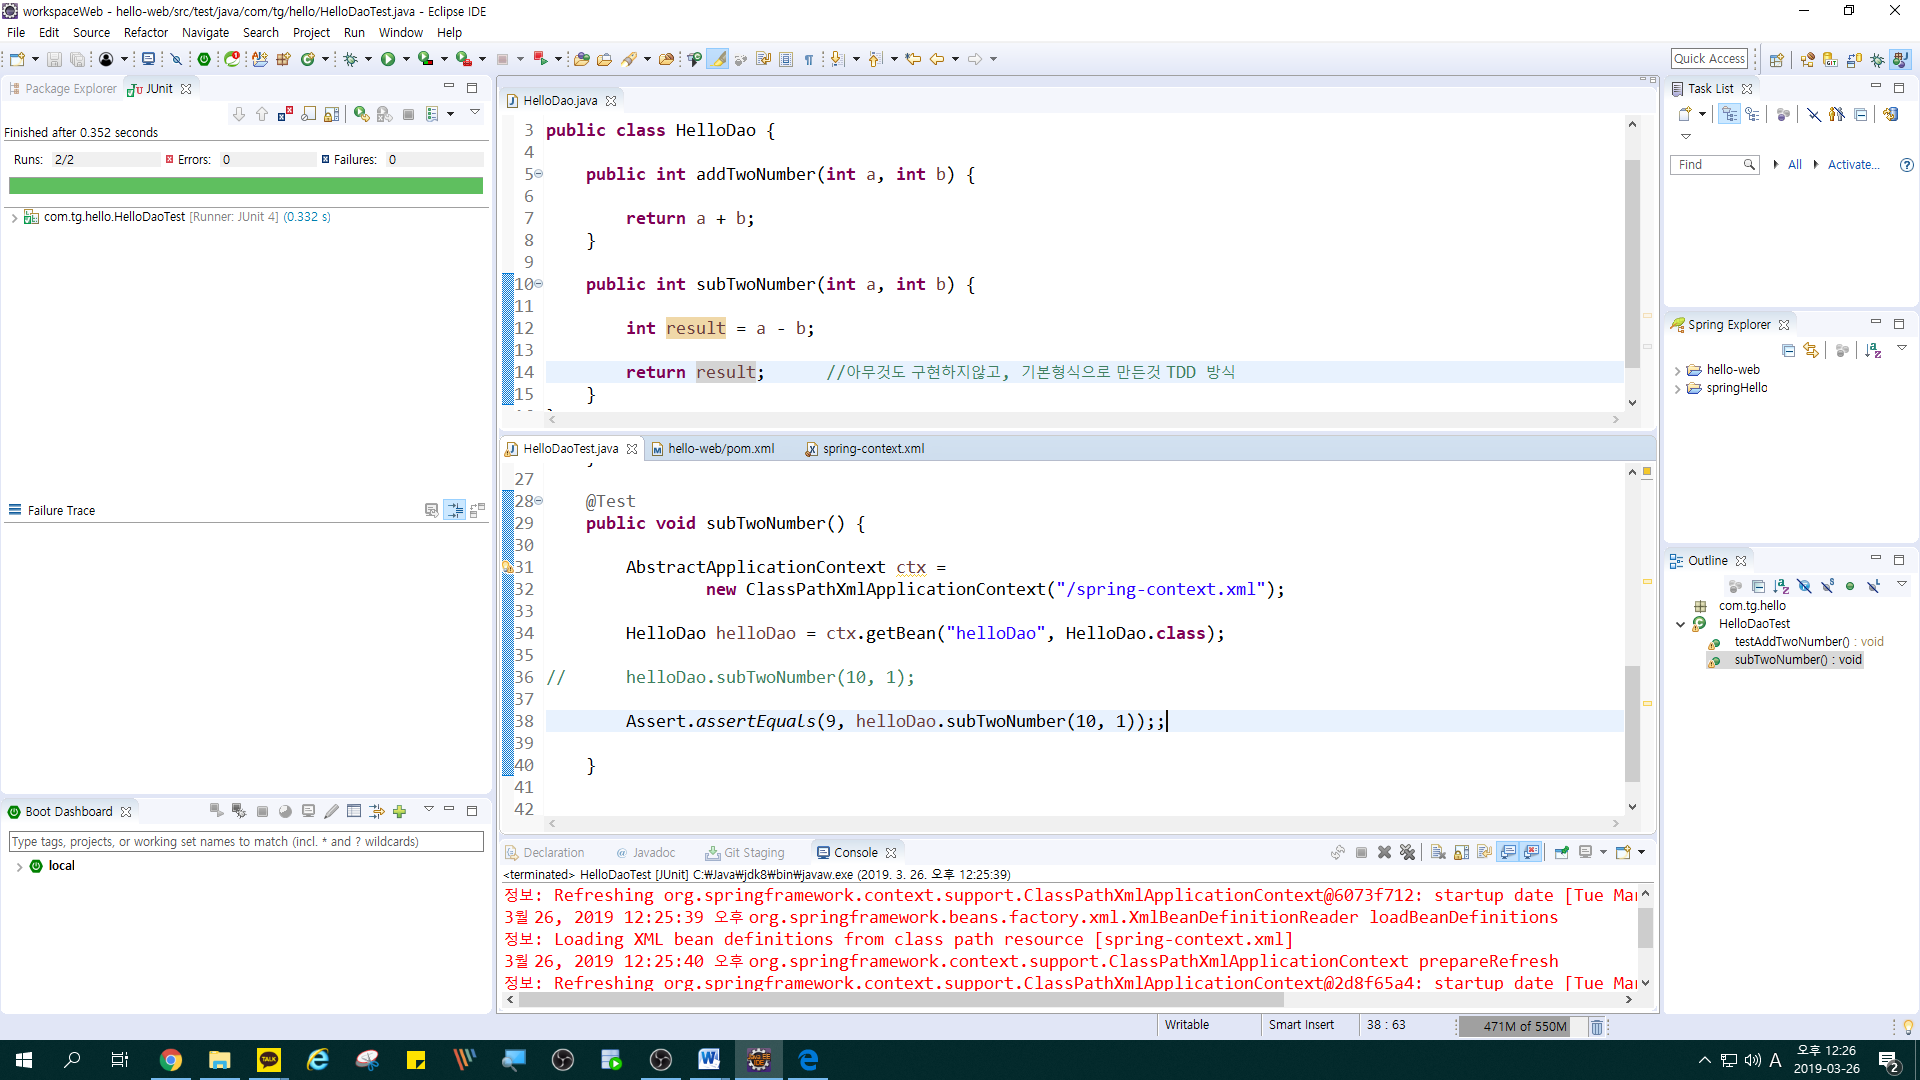 workspaceWeb - hello-web/src/test/java/com/tg/hello/HelloDaoTest.java - Eclipse IDE
File Edit Source Refactor Navigate Search Project Run Window Help
Quick Access
Package Explorer JUnit
Finished after 0.352 seconds
Runs: 2/2 Errors: 0 Failures: 0
com.tg.hello.HelloDaoTest [Runner: JUnit 4] (0.332 s)
Failure Trace
Boot Dashboard
Type tags, projects, or working set names to match (incl. * and ? wildcards)
local
HelloDao.java
3 public class HelloDao {
4
5 public int addTwoNumber(int a, int b) {
6
7 return a + b;
8 }
9
10 public int subTwoNumber(int a, int b) {
11
12 int result = a - b;
13
14 return result; //아무것도 구현하지않고, 기본형식으로 만든것 TDD 방식
15 }
HelloDaoTest.java hello-web/pom.xml spring-context.xml
27
28 @Test
29 public void subTwoNumber() {
30
31 AbstractApplicationContext ctx =
32 new ClassPathXmlApplicationContext("/spring-context.xml");
33
34 HelloDao helloDao = ctx.getBean("helloDao", HelloDao.class);
35
36 // helloDao.subTwoNumber(10, 1);
37
38 Assert.assertEquals(9, helloDao.subTwoNumber(10, 1));;
39
40 }
41
42
Declaration @ Javadoc Git Staging Console
<terminated> HelloDaoTest [JUnit] C:₩Java₩jdk8₩bin₩javaw.exe (2019. 3. 26. 오후 12:25:39)
정보: Refreshing org.springframework.context.support.ClassPathXmlApplicationContext@6073f712: startup date [Tue Mar
3월 26, 2019 12:25:39 오후 org.springframework.beans.factory.xml.XmlBeanDefinitionReader loadBeanDefinitions
정보: Loading XML bean definitions from class path resource [spring-context.xml]
3월 26, 2019 12:25:40 오후 org.springframework.context.support.ClassPathXmlApplicationContext prepareRefresh
정보: Refreshing org.springframework.context.support.ClassPathXmlApplicationContext@2d8f65a4: startup date [Tue Mar
Task List
Find All Activate...
Spring Explorer
hello-web
springHello
Outline
com.tg.hello
HelloDaoTest
testAddTwoNumber() : void
subTwoNumber() : void
Writable Smart Insert 38 : 63 471M of 550M
TALK
A 오후 12:26
2019-03-26
2